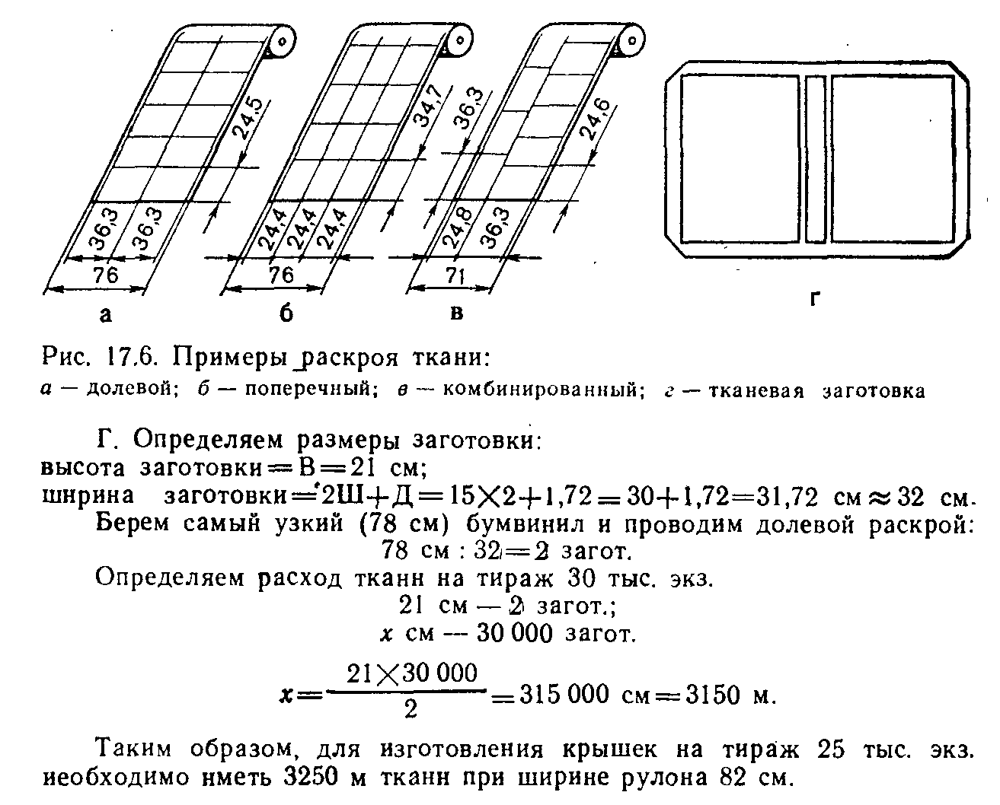 24,5
34,7
36,3
24,6
36,3 36,3
24,4 24,4 24,4
24,8 36,3
76
76
71
а
б
в
г
Рис. 17.6. Примеры раскроя ткани:
а — долевой; б — поперечный; в — комбинированный; г — тканевая заготовка
Г. Определяем размеры заготовки:
высота заготовки = В = 21 см;
ширина заготовки = 2Ш + Д = 15×2 + 1,72 = 30 + 1,72 = 31,72 см ≈ 32 см.
Берем самый узкий (78 см) бумвинил и проводим долевой раскрой:
78 см : 32 = 2 загот.
Определяем расход ткани на тираж 30 тыс. экз.
21 см — 2 загот.;
x см — 30 000 загот.
x = 21×30 000 / 2 = 315 000 см = 3150 м.
Таким образом, для изготовления крышек на тираж 25 тыс. экз.
необходимо иметь 3250 м ткани при ширине рулона 82 см.